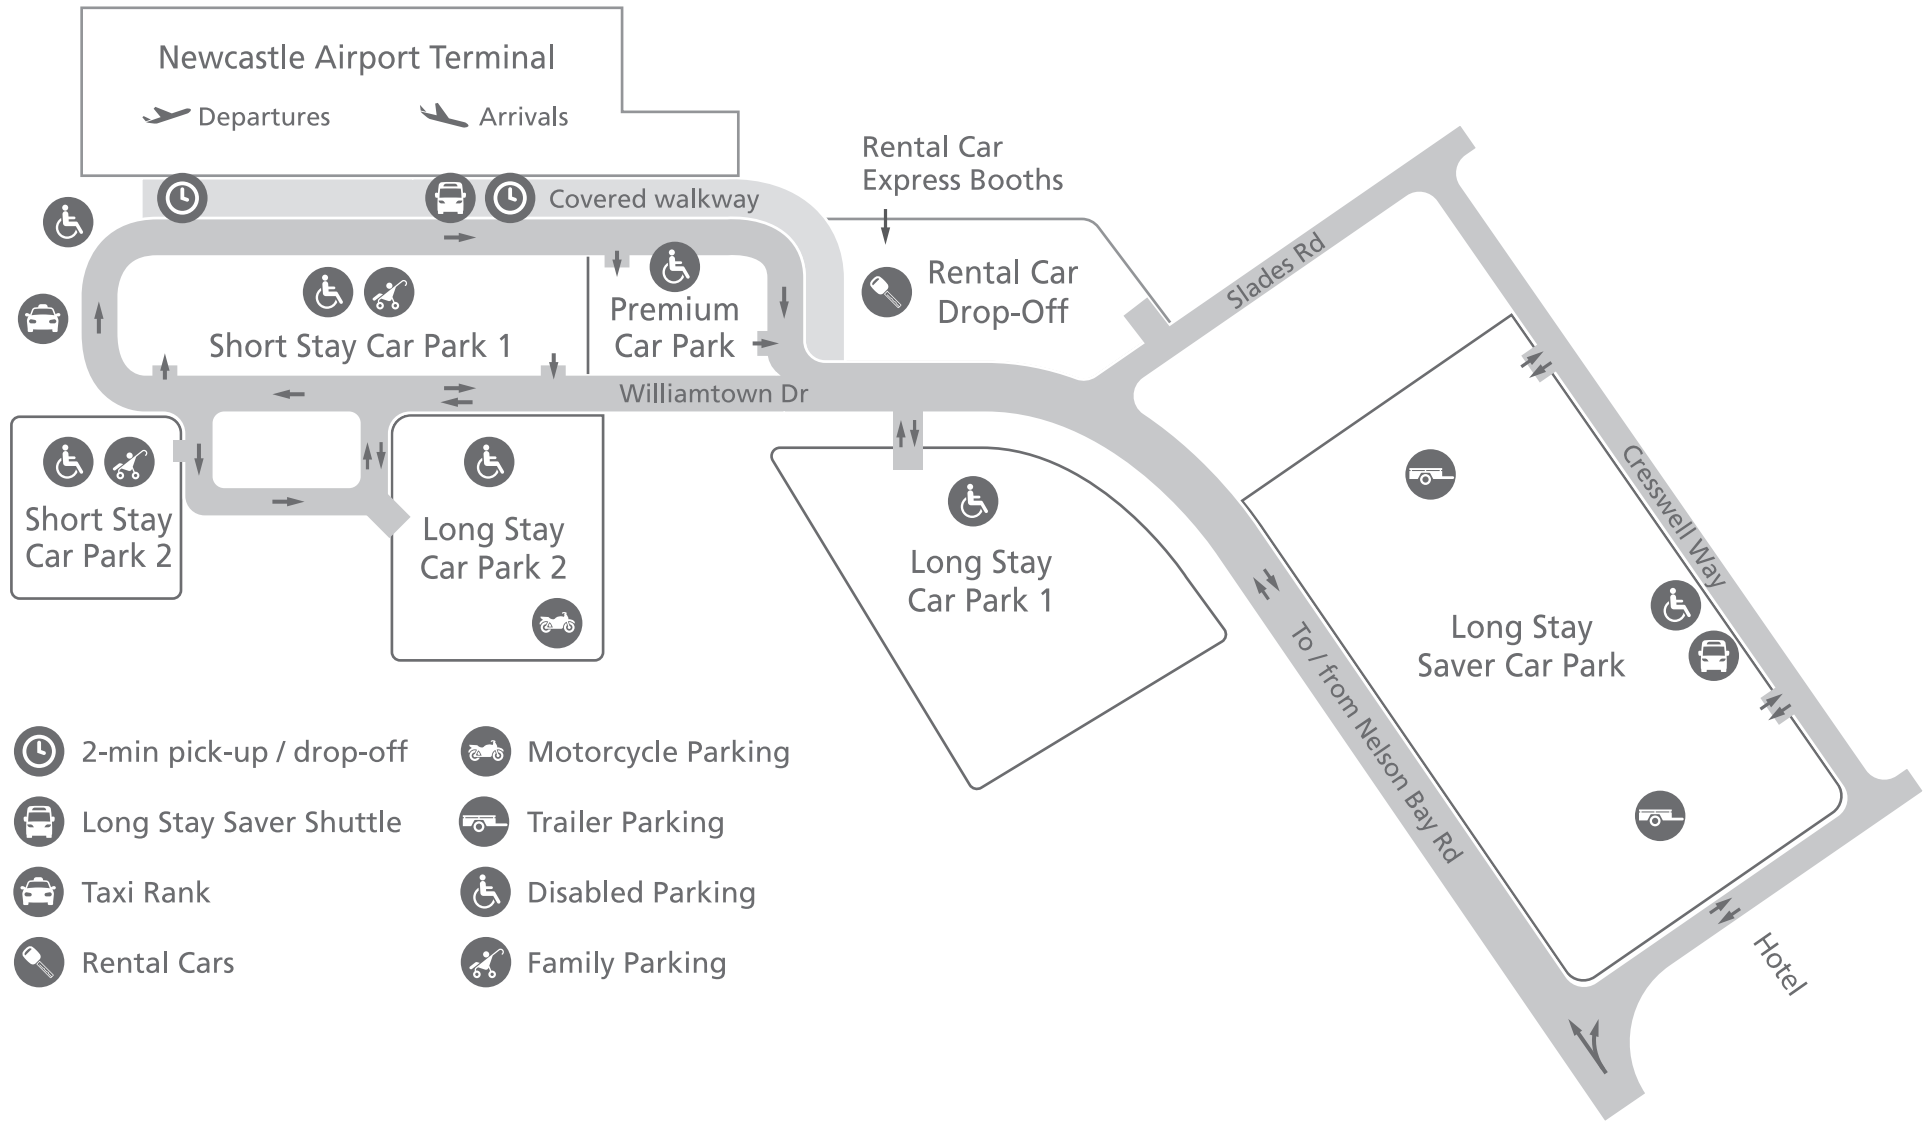 Newcastle Airport Terminal
Departures
Arrivals
Covered walkway
Rental Car
Express Booths
Rental Car
Drop-Off
Slades Rd
Short Stay Car Park 1
Premium
Car Park
Williamtown Dr
Short Stay
Car Park 2
Long Stay
Car Park 2
Long Stay
Car Park 1
Cresswell Way
Long Stay
Saver Car Park
To / from Nelson Bay Rd
Hotel
2-min pick-up / drop-off
Long Stay Saver Shuttle
Taxi Rank
Rental Cars
Motorcycle Parking
Trailer Parking
Disabled Parking
Family Parking